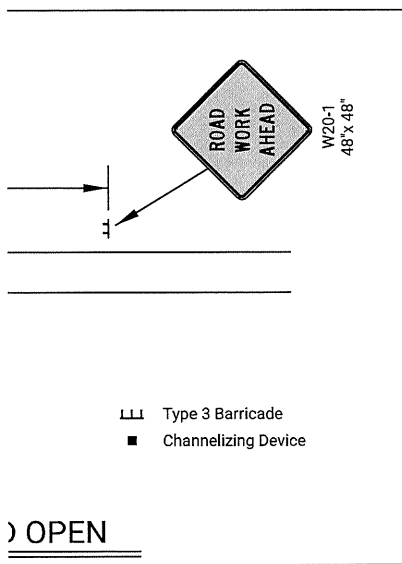 ROAD
WORK
AHEAD
W20-1
48"x 48"
Type 3 Barricade
Channelizing Device
OPEN